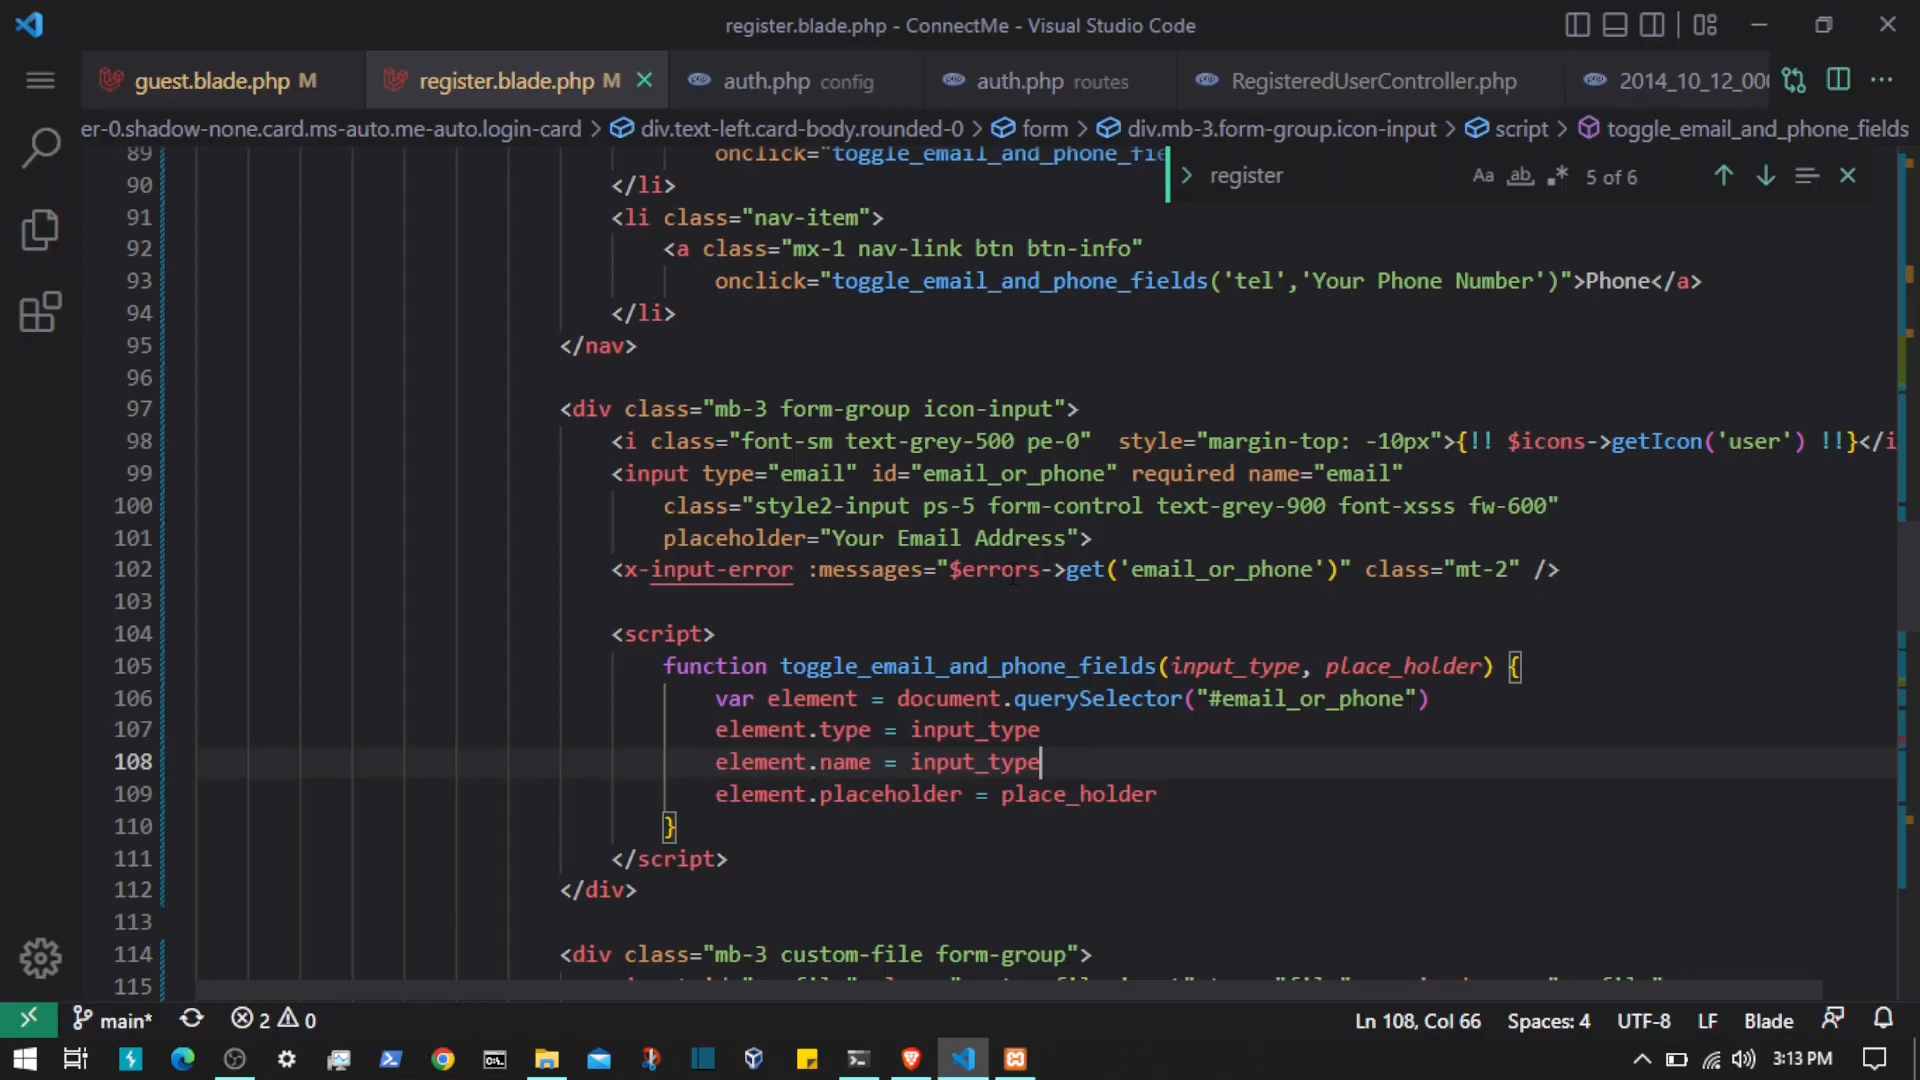 register.blade.php - ConnectMe - Visual Studio Code
guest.blade.php M
register.blade.php M
auth.php config
auth.php routes
RegisteredUserController.php
2014_10_12_000
er-0.shadow-none.card.ms-auto.me-auto.login-card > div.text-left.card-body.rounded-0 > form > div.mb-3.form-group.icon-input > script > toggle_email_and_phone_fields
register
Aa ab .* 5 of 6
89 onclick="toggle_email_and_phone_fie
90 </li>
91 <li class="nav-item">
92 <a class="mx-1 nav-link btn btn-info"
93 onclick="toggle_email_and_phone_fields('tel','Your Phone Number')">Phone</a>
94 </li>
95 </nav>
96
97 <div class="mb-3 form-group icon-input">
98 <i class="font-sm text-grey-500 pe-0"  style="margin-top: -10px">{!! $icons->getIcon('user') !!}</i
99 <input type="email" id="email_or_phone" required name="email"
100 class="style2-input ps-5 form-control text-grey-900 font-xsss fw-600"
101 placeholder="Your Email Address">
102 <x-input-error :messages="$errors->get('email_or_phone')" class="mt-2" />
103
104 <script>
105 function toggle_email_and_phone_fields(input_type, place_holder) {
106 var element = document.querySelector("#email_or_phone")
107 element.type = input_type
108 element.name = input_type
109 element.placeholder = place_holder
110 }
111 </script>
112 </div>
113
114 <div class="mb-3 custom-file form-group">
115
main* 2 0
Ln 108, Col 66 Spaces: 4 UTF-8 LF Blade
3:13 PM